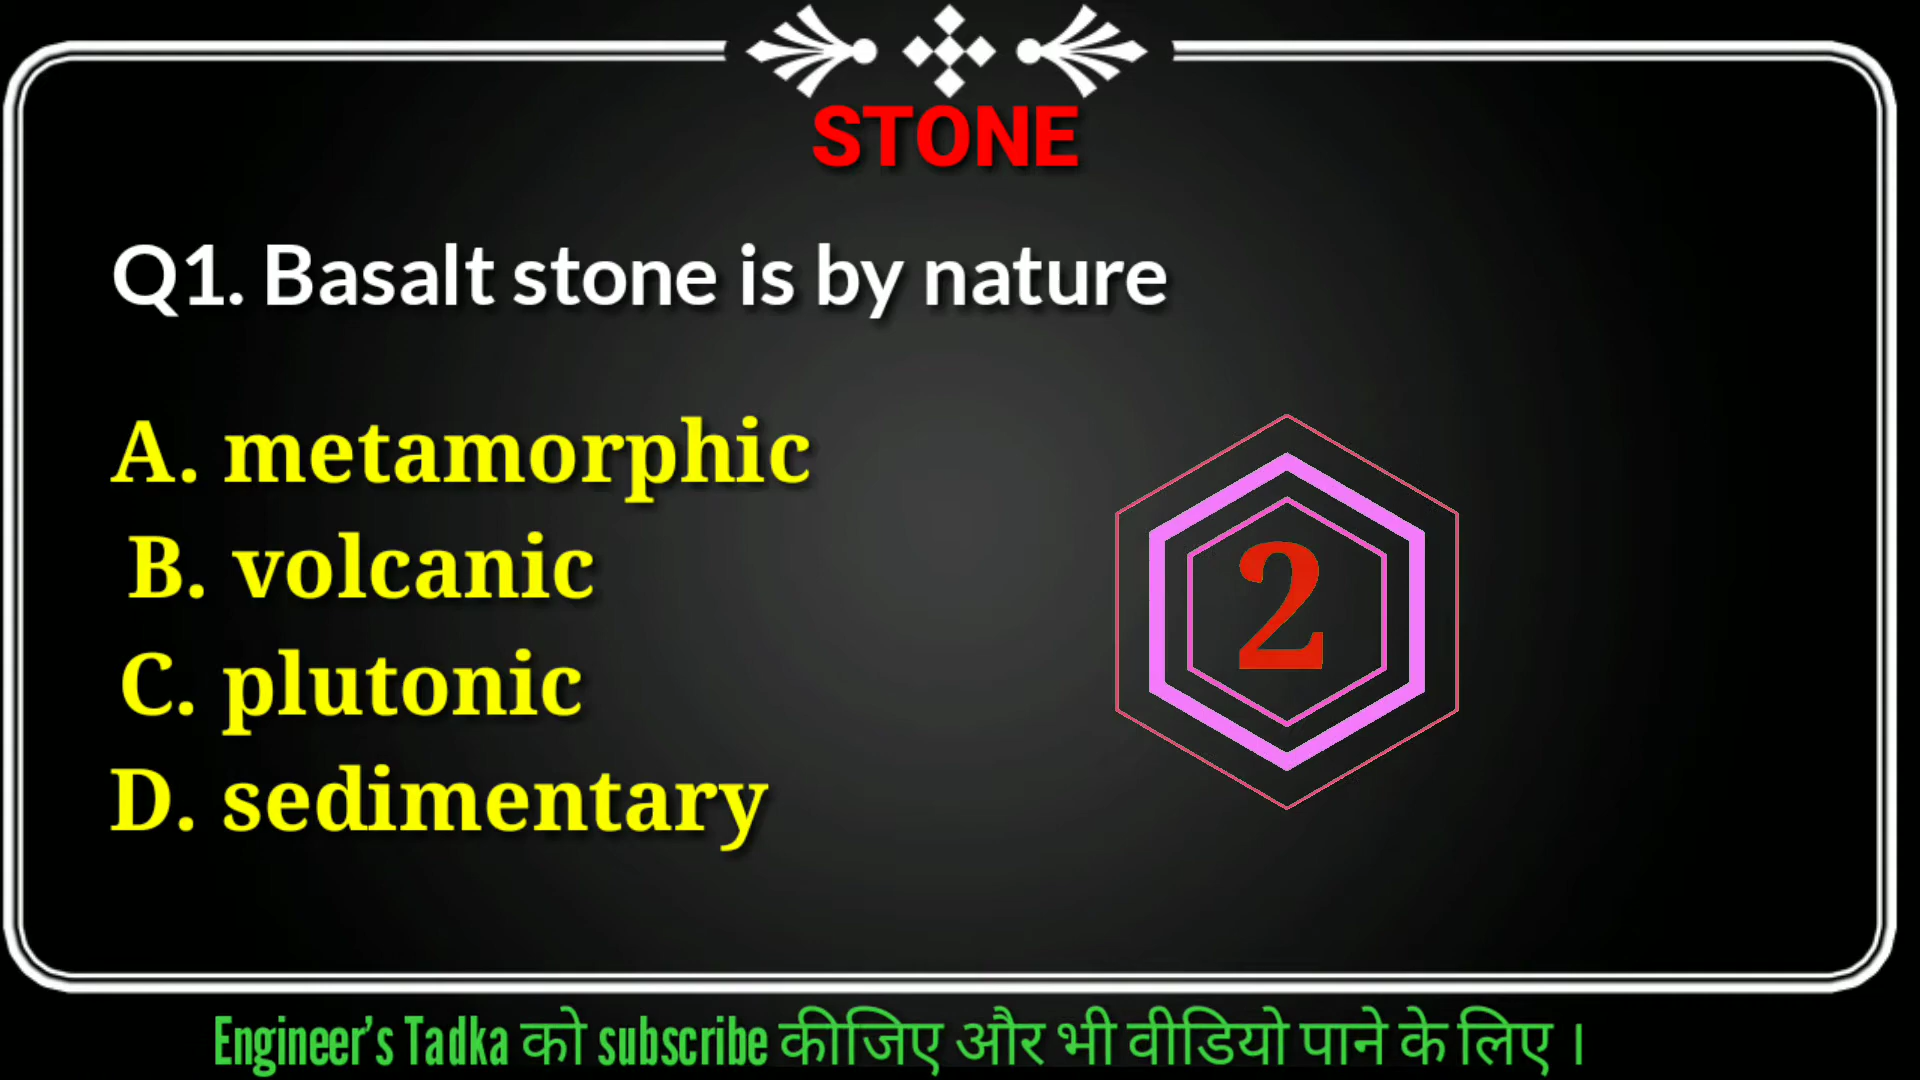 STONE
Q1. Basalt stone is by nature
A. metamorphic
B. volcanic
C. plutonic
D. sedimentary
2
Engineer's Tadka को subscribe कीजिए और भी वीडियो पाने के लिए ।